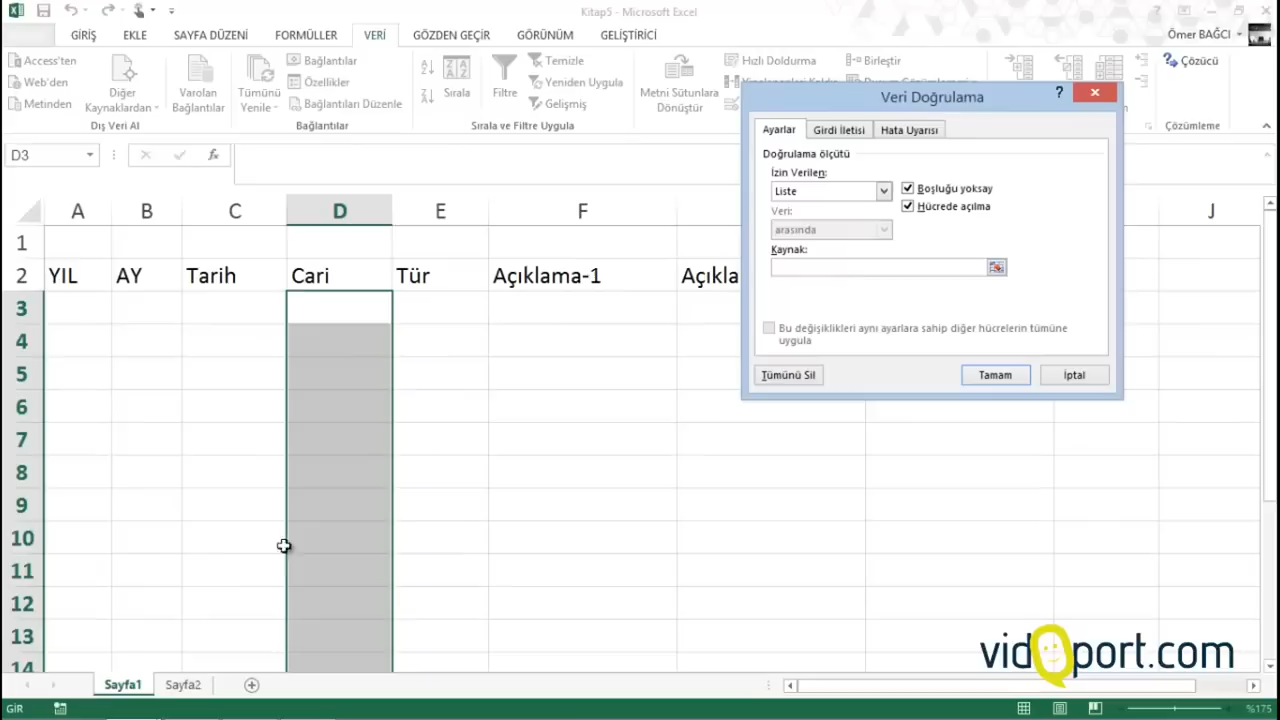 Kitap5 - Microsoft Excel
GİRİŞ EKLE SAYFA DÜZENİ FORMÜLLER VERİ GÖZDEN GEÇİR GÖRÜNÜM GELİŞTİRİCİ Ömer BAĞCI
Access'ten
Web'den
Metinden
Diğer
Kaynaklardan
Dış Veri Al
Varolan
Bağlantılar
Tümünü
Yenile
Bağlantılar
Özellikler
Bağlantıları Düzenle
Bağlantılar
Sırala
Filtre
Temizle
Yeniden Uygula
Gelişmiş
Sırala ve Filtre Uygula
Metni Sütunlara
Dönüştür
Hızlı Doldurma
Birleştir
Çözücü
Çözümleme
D3
fx
Veri Doğrulama
?
Ayarlar Girdi İletisi Hata Uyarısı
Doğrulama ölçütü
İzin Verilen:
Liste
Boşluğu yoksay
Hücrede açılma
Veri:
arasında
Kaynak:
Bu değişiklikleri aynı ayarlara sahip diğer hücrelerin tümüne
uygula
Tümünü Sil Tamam İptal
A B C D E F J
1
2 YIL AY Tarih Cari Tür Açıklama-1 Açıkla
3
4
5
6
7
8
9
10
11
12
13
14
vidoport.com
Sayfa1 Sayfa2
GİR %175